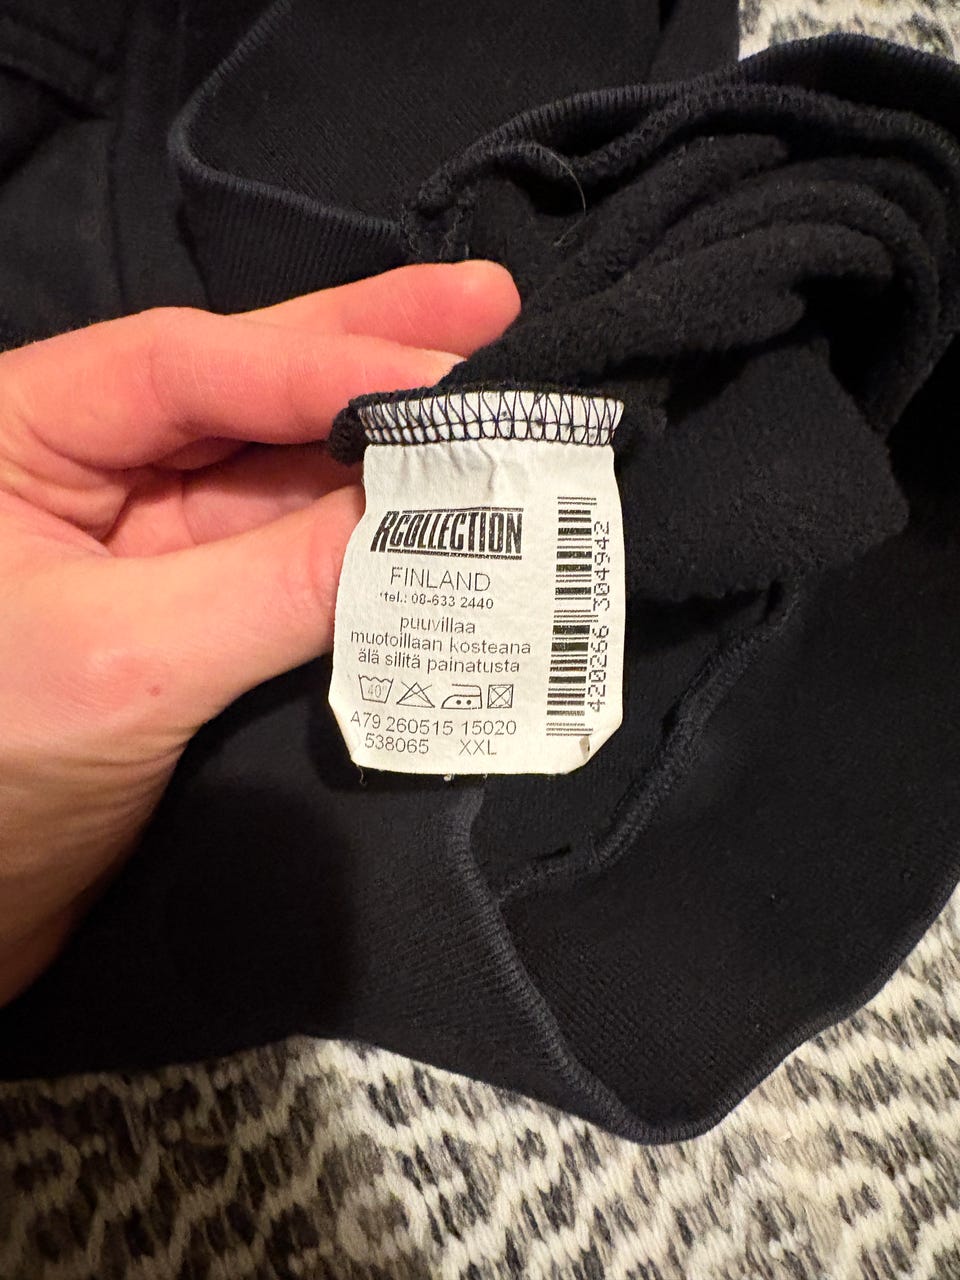 RCOLLECTION
FINLAND
tel.: 08-633 2440
puuvillaa
muotoillaan kosteana
älä silitä painatusta
40°
A79 260515 15020
538065 XXL
420266 304942